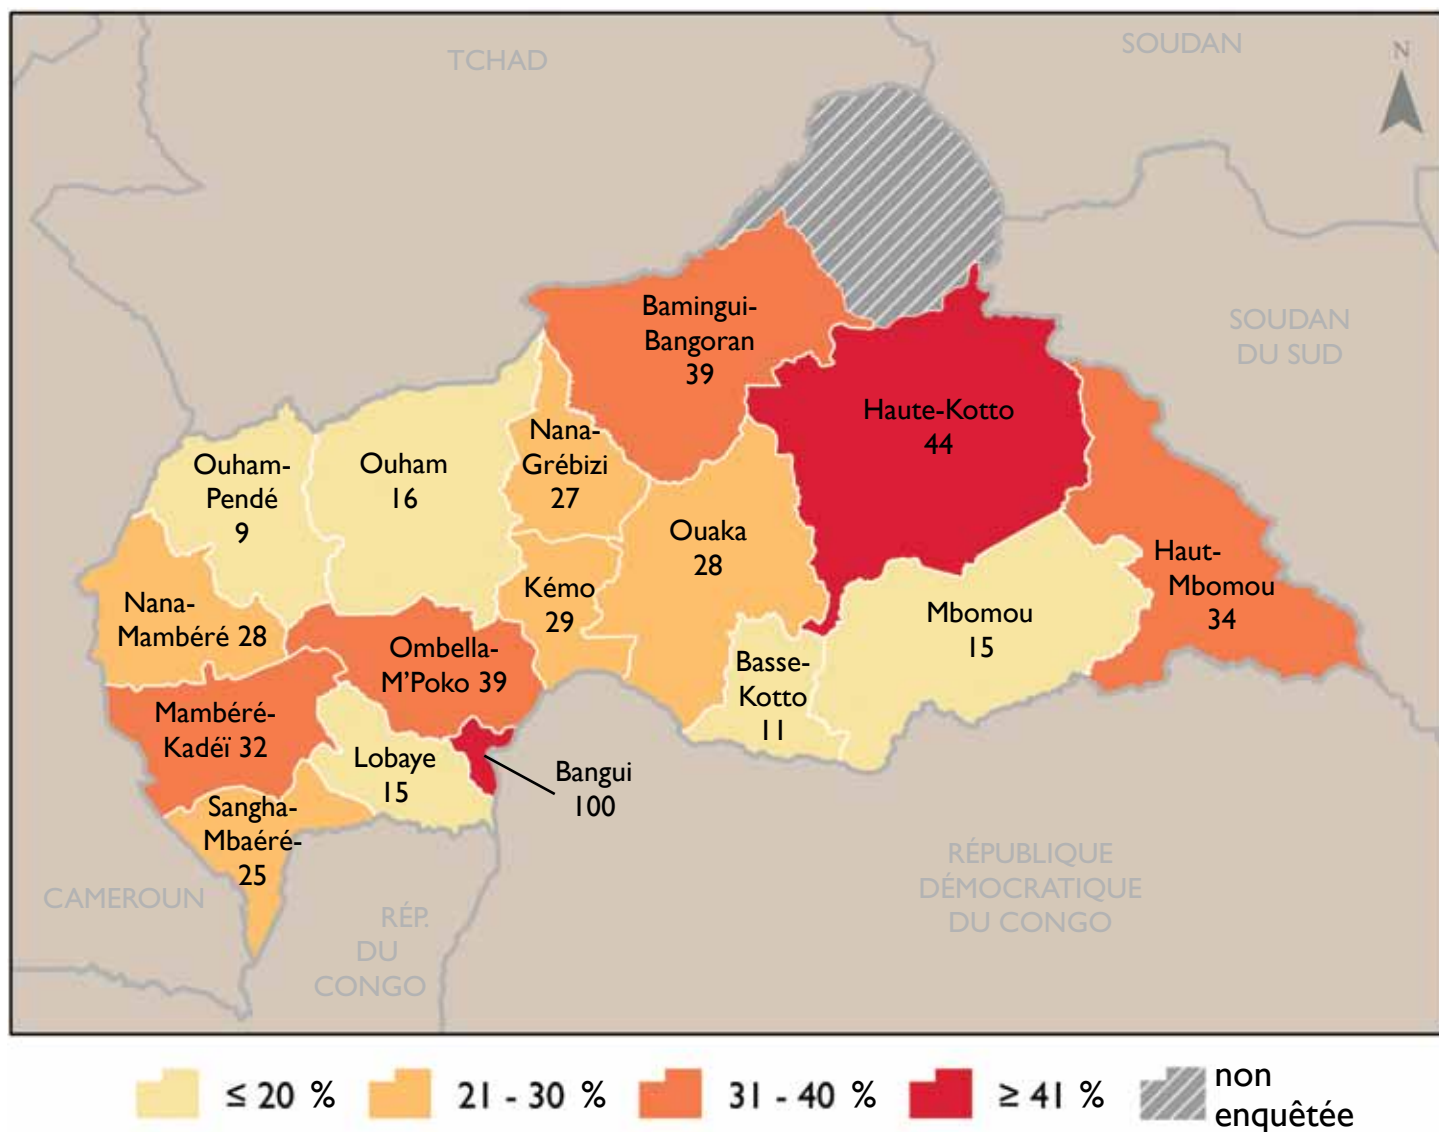 TCHAD
SOUDAN
N
SOUDAN
DU SUD
Bamingui-
Bangoran
39
Haute-Kotto
44
Nana-
Grébizi
27
Ouham-
Pendé
9
Ouham
16
Ouaka
28
Haut-
Mbomou
34
Kémo
29
Nana-
Mambéré 28
Mbomou
15
Ombella-
M'Poko 39
Basse-
Kotto
11
Mambéré-
Kadéï 32
Lobaye
15
Bangui
100
Sangha-
Mbaéré-
25
CAMEROUN
RÉP.
DU
CONGO
RÉPUBLIQUE
DÉMOCRATIQUE
DU CONGO
≤ 20 %
21 - 30 %
31 - 40 %
≥ 41 %
non
enquêtée